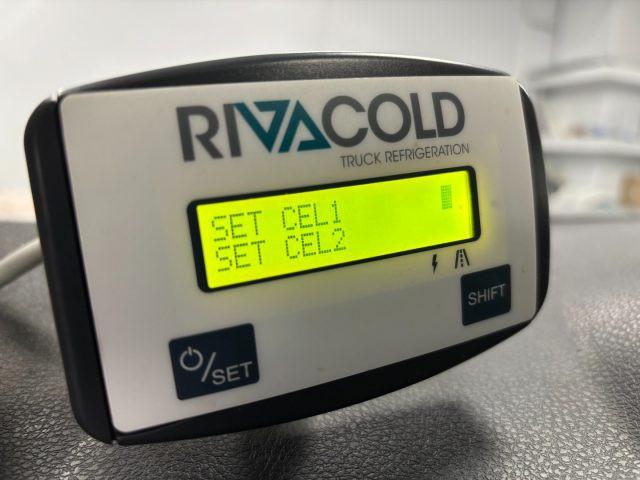 RIVACOLD
TRUCK REFRIGERATION
SET CEL1
SET CEL2
SHIFT
/SET